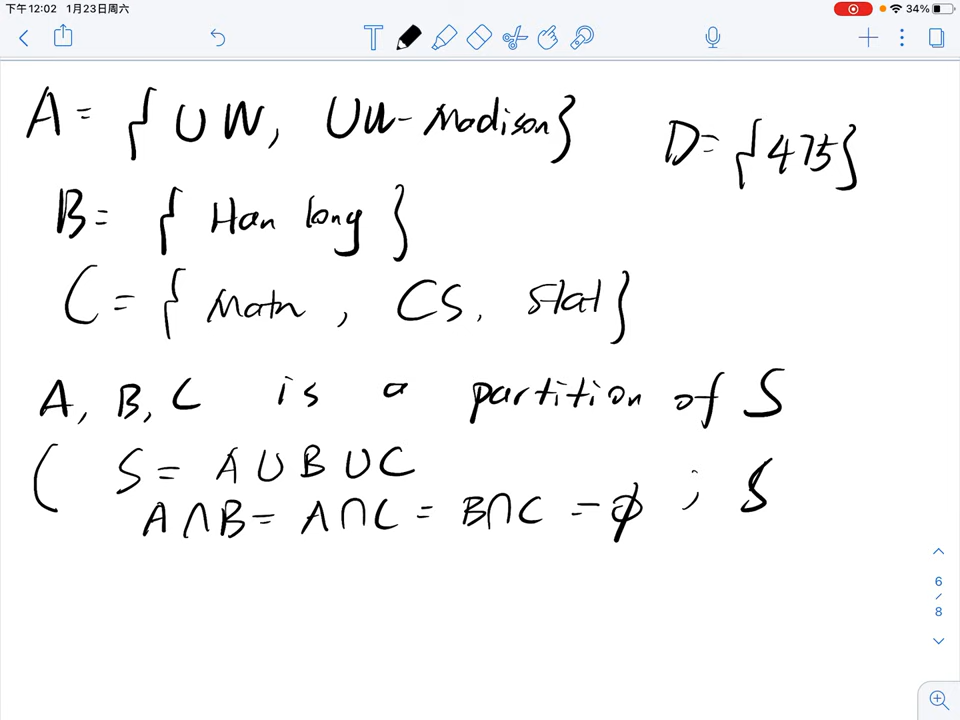 下午12:02 1月23日周六 34%
A = { UW, UW-Madison} D = {475}
B = { Han long }
C = { Math, CS, Stat}
A, B, C is a partition of S
( S = A ∪ B ∪ C
A ∩ B = A ∩ C = B ∩ C = ϕ ; S
6
/
8